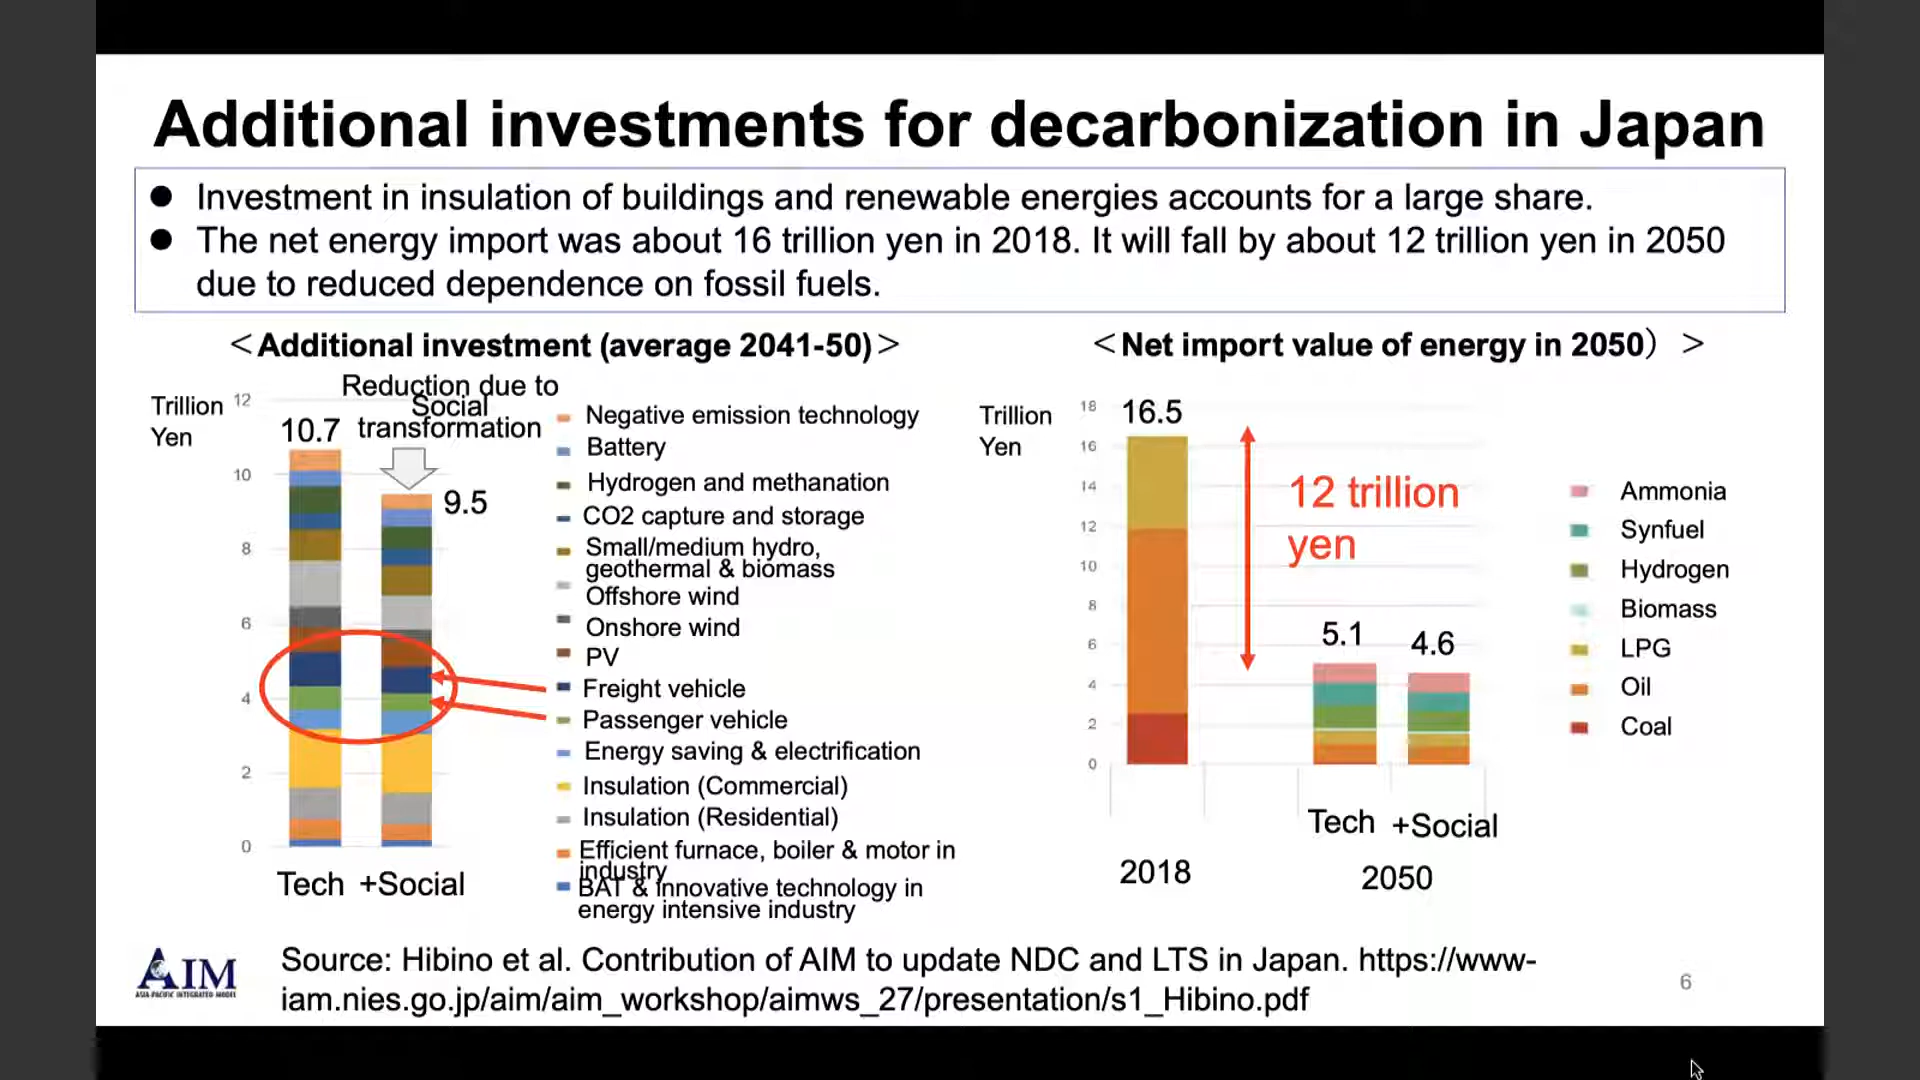 Additional investments for decarbonization in Japan
● Investment in insulation of buildings and renewable energies accounts for a large share.
● The net energy import was about 16 trillion yen in 2018. It will fall by about 12 trillion yen in 2050
due to reduced dependence on fossil fuels.
<Additional investment (average 2041-50)>
Reduction due to
Social
transformation
Trillion
Yen
12
10
8
6
4
2
0
10.7
9.5
Tech +Social
Negative emission technology
Battery
Hydrogen and methanation
CO2 capture and storage
Small/medium hydro,
geothermal & biomass
Offshore wind
Onshore wind
PV
Freight vehicle
Passenger vehicle
Energy saving & electrification
Insulation (Commercial)
Insulation (Residential)
Efficient furnace, boiler & motor in
industry
BAT & innovative technology in
energy intensive industry
<Net import value of energy in 2050）>
Trillion
Yen
18
16
14
12
10
8
6
4
2
0
16.5
12 trillion
yen
5.1
4.6
Tech +Social
2018
2050
Ammonia
Synfuel
Hydrogen
Biomass
LPG
Oil
Coal
AIM
ASIA-PACIFIC INTEGRATED MODEL
Source: Hibino et al. Contribution of AIM to update NDC and LTS in Japan. https://www-
iam.nies.go.jp/aim/aim_workshop/aimws_27/presentation/s1_Hibino.pdf
6